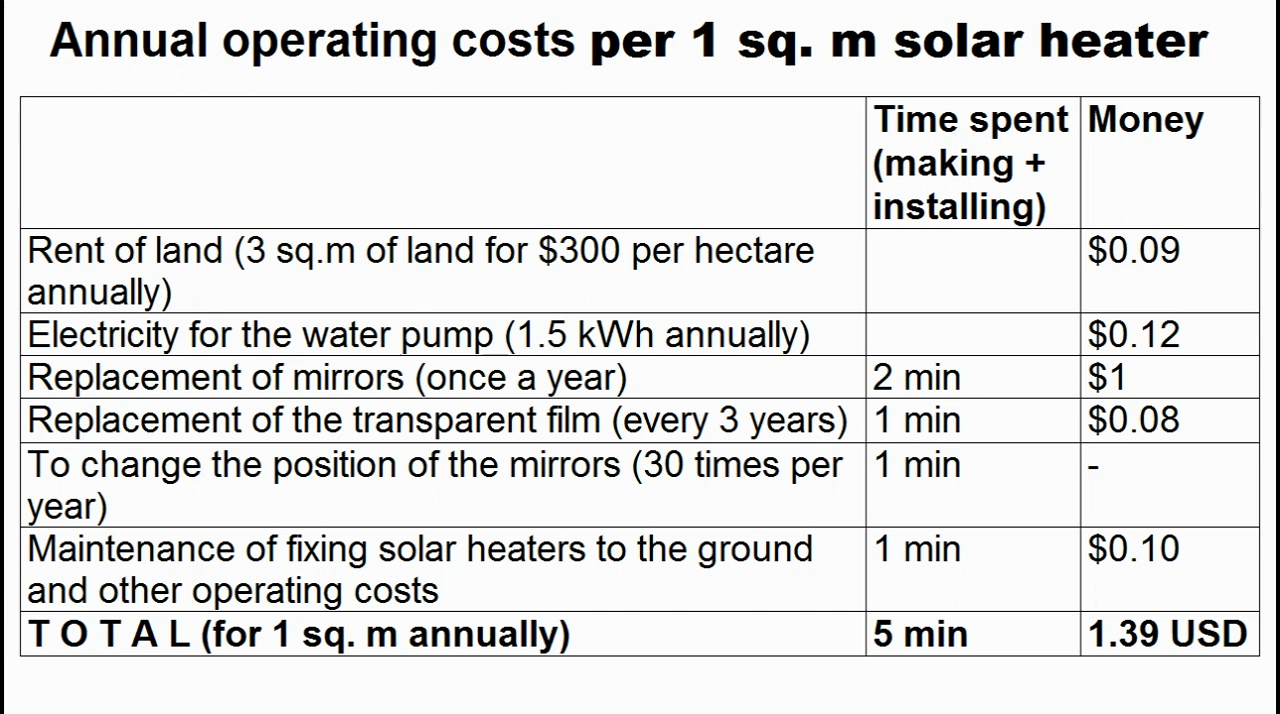 Annual operating costs per 1 sq. m solar heater
Time spent Money
(making +
installing)
Rent of land (3 sq.m of land for $300 per hectare $0.09
annually)
Electricity for the water pump (1.5 kWh annually) $0.12
Replacement of mirrors (once a year) 2 min $1
Replacement of the transparent film (every 3 years) 1 min $0.08
To change the position of the mirrors (30 times per 1 min -
year)
Maintenance of fixing solar heaters to the ground 1 min $0.10
and other operating costs
T O T A L (for 1 sq. m annually) 5 min 1.39 USD